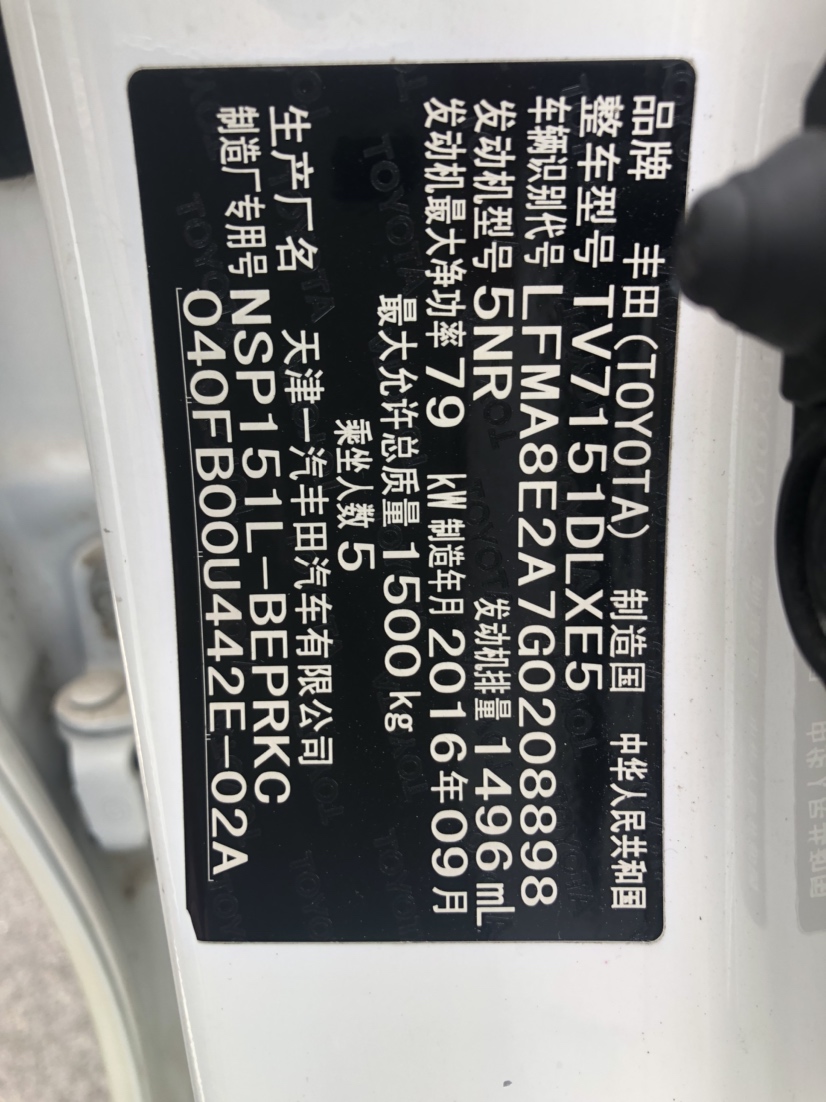 品牌 丰田(TOYOTA) 制造国 中华人民共和国
整车型号 TV7151DLXE5
车辆识别代号 LFMA8E2A7G0208898
发动机型号 5NR 发动机排量 1496 mL
发动机最大净功率 79 kW 制造年月 2016年09月
最大允许总质量 1500 kg
乘坐人数 5
生产厂名 天津一汽丰田汽车有限公司
制造厂专用号 NSP151L-BEPRKC
040FB00U442E-02A